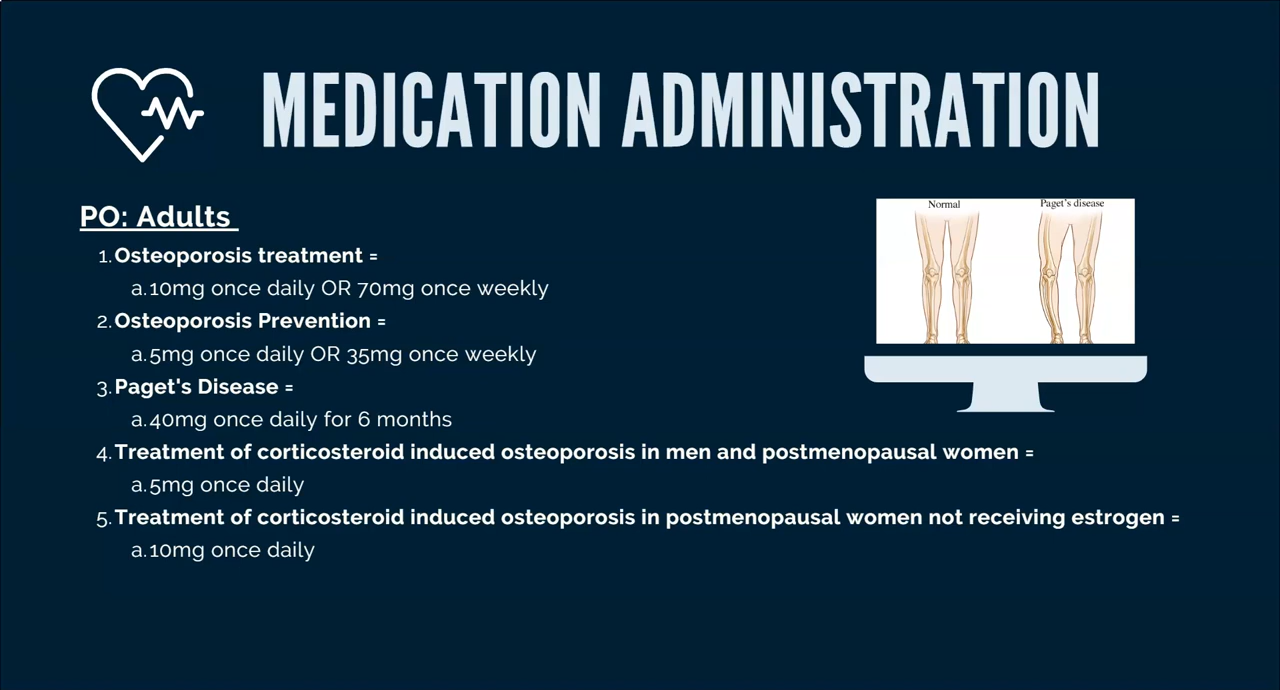 MEDICATION ADMINISTRATION
PO: Adults
1. Osteoporosis treatment =
a. 10mg once daily OR 70mg once weekly
2. Osteoporosis Prevention =
a. 5mg once daily OR 35mg once weekly
3. Paget's Disease =
a. 40mg once daily for 6 months
4. Treatment of corticosteroid induced osteoporosis in men and postmenopausal women =
a. 5mg once daily
5. Treatment of corticosteroid induced osteoporosis in postmenopausal women not receiving estrogen =
a. 10mg once daily
Normal Paget's disease